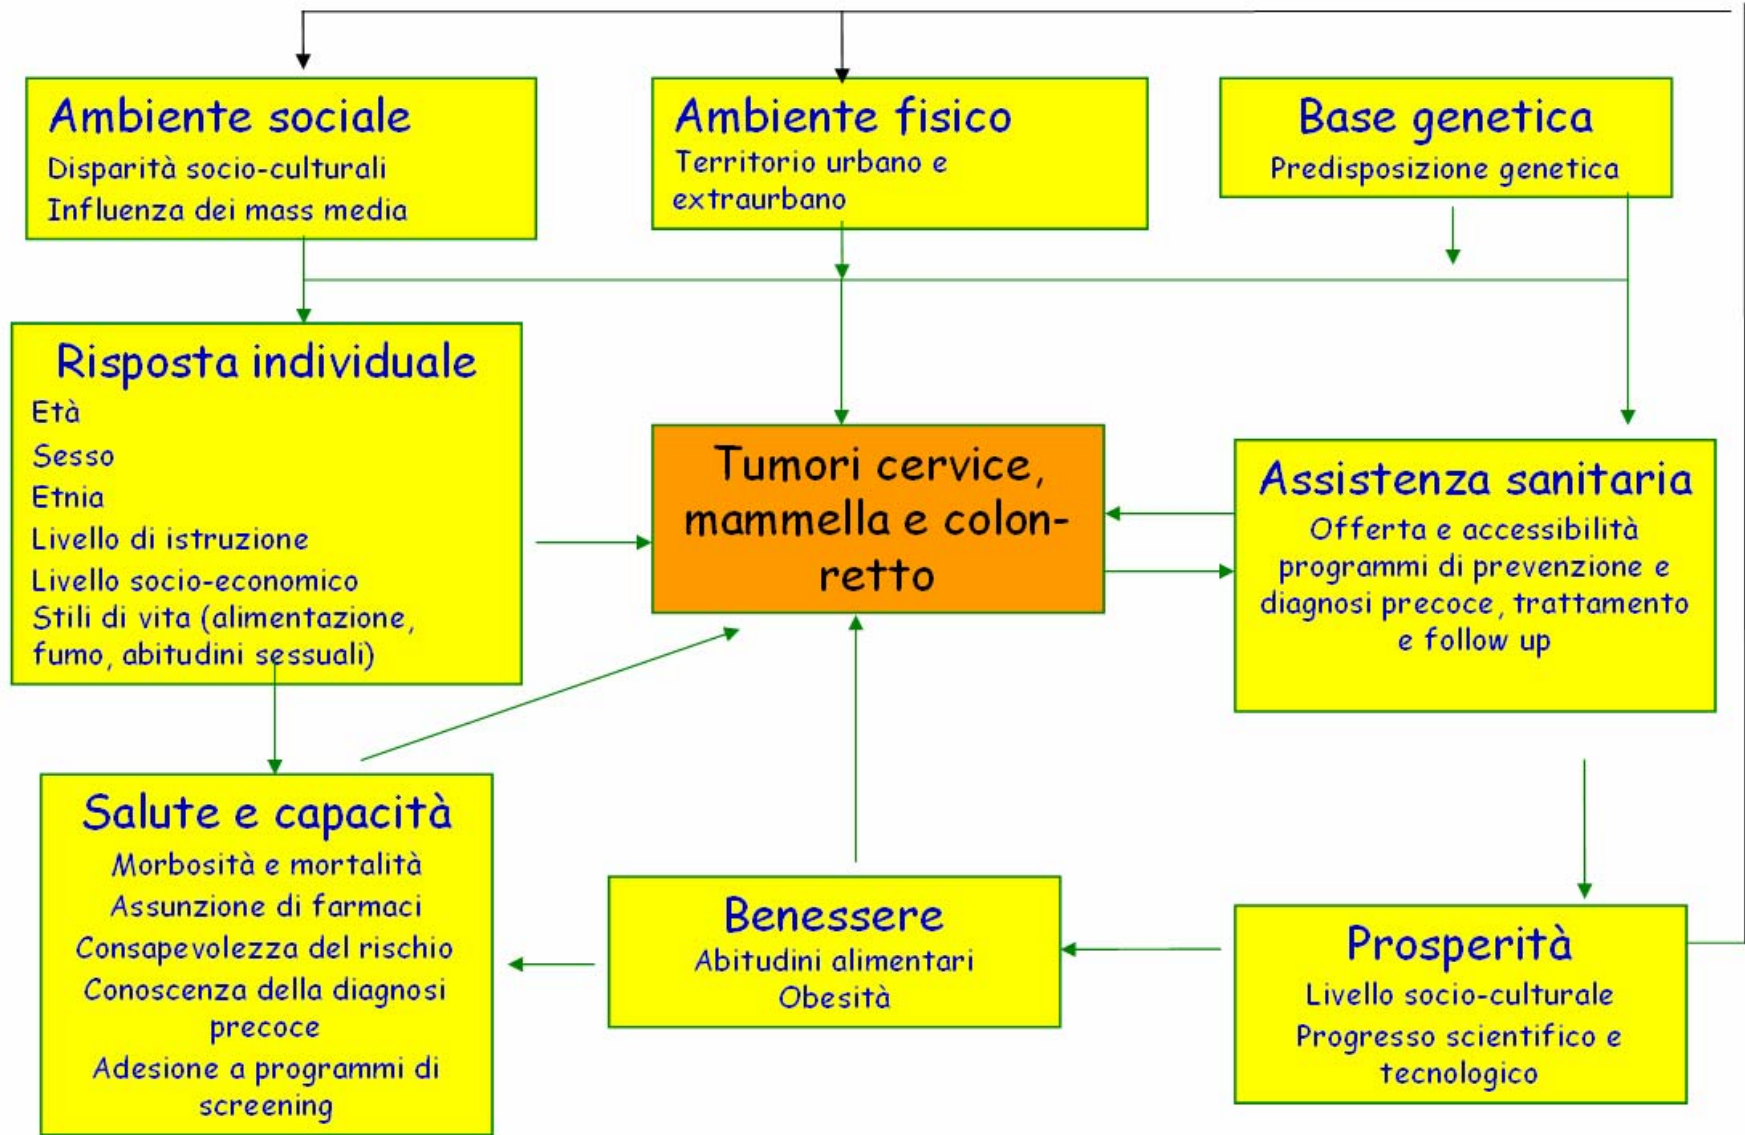 Ambiente sociale
Disparità socio-culturali
Influenza dei mass media
Ambiente fisico
Territorio urbano e
extraurbano
Base genetica
Predisposizione genetica
Risposta individuale
Età
Sesso
Etnia
Livello di istruzione
Livello socio-economico
Stili di vita (alimentazione,
fumo, abitudini sessuali)
Tumori cervice,
mammella e colon-
retto
Assistenza sanitaria
Offerta e accessibilità
programmi di prevenzione e
diagnosi precoce, trattamento
e follow up
Salute e capacità
Morbosità e mortalità
Assunzione di farmaci
Consapevolezza del rischio
Conoscenza della diagnosi
precoce
Adesione a programmi di
screening
Benessere
Abitudini alimentari
Obesità
Prosperità
Livello socio-culturale
Progresso scientifico e
tecnologico